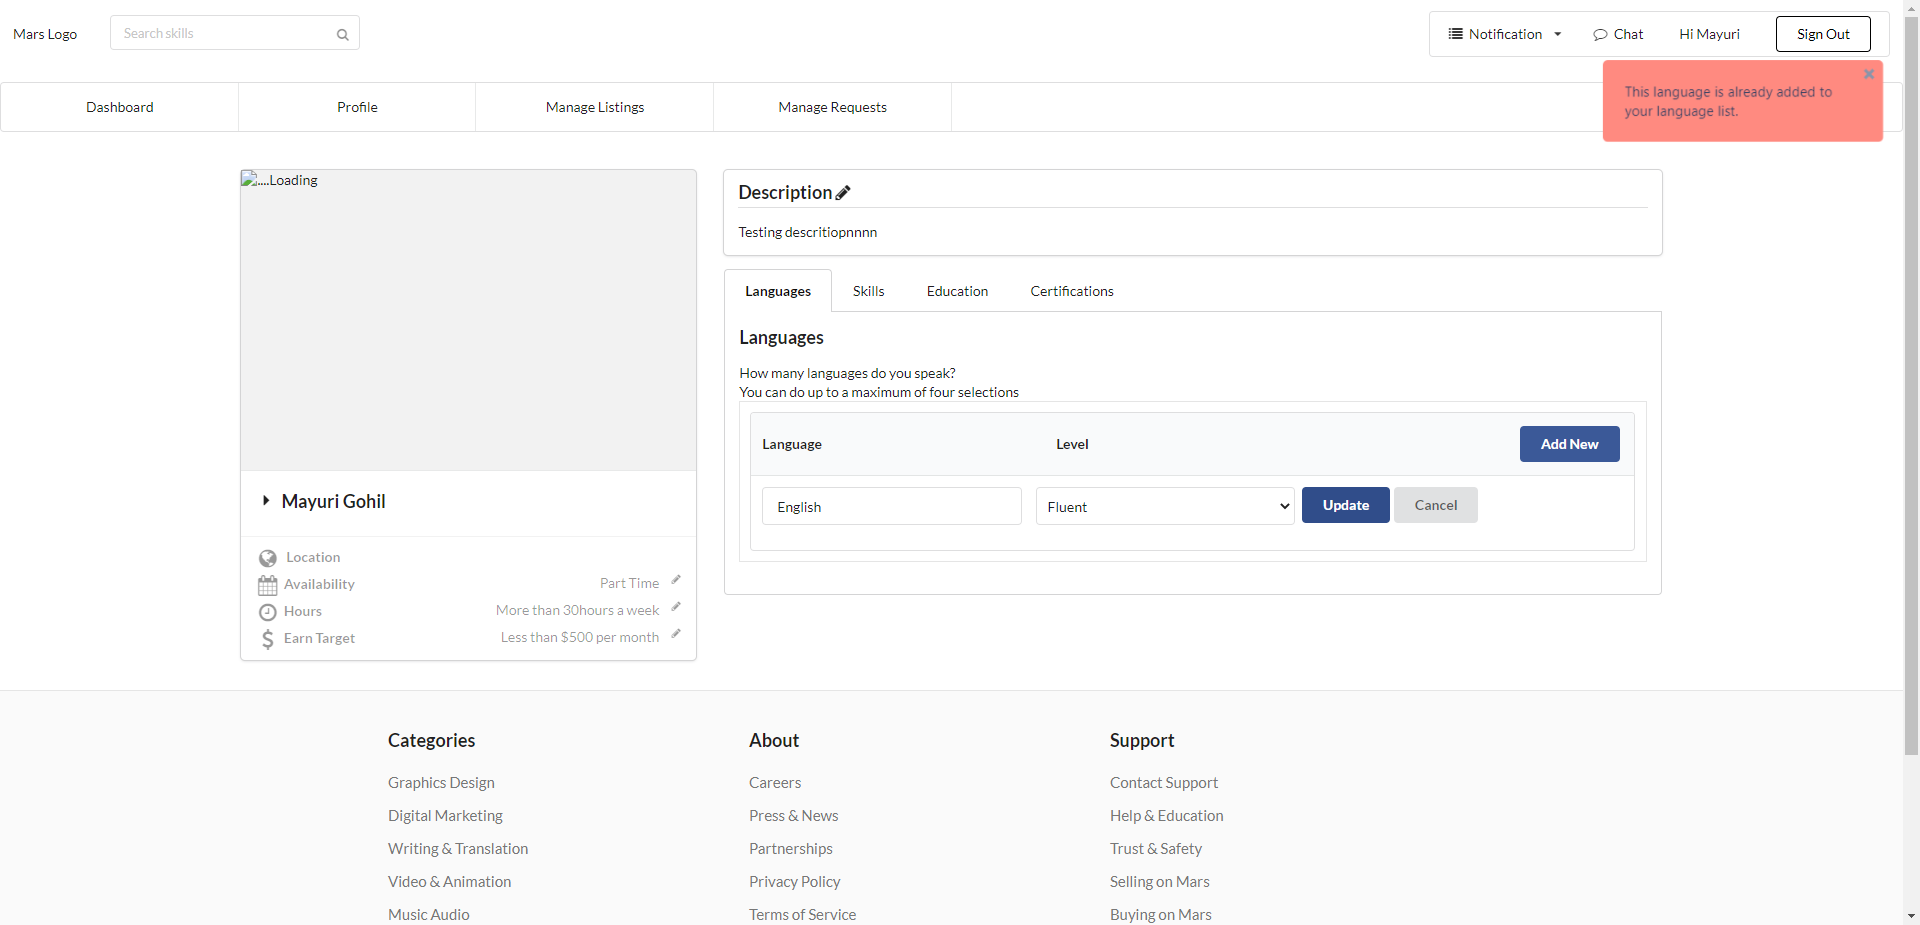 Mars Logo
Search skills
Notification
Chat
Hi Mayuri
Sign Out
This language is already added to
your language list.
Dashboard
Profile
Manage Listings
Manage Requests
....Loading
Mayuri Gohil
Location
Availability
Part Time
Hours
More than 30hours a week
Earn Target
Less than $500 per month
Description
Testing descritiopnnnn
Languages
Skills
Education
Certifications
Languages
How many languages do you speak?
You can do up to a maximum of four selections
Language
Level
Add New
English
Fluent
Update
Cancel
Categories
Graphics Design
Digital Marketing
Writing & Translation
Video & Animation
Music Audio
About
Careers
Press & News
Partnerships
Privacy Policy
Terms of Service
Support
Contact Support
Help & Education
Trust & Safety
Selling on Mars
Buying on Mars